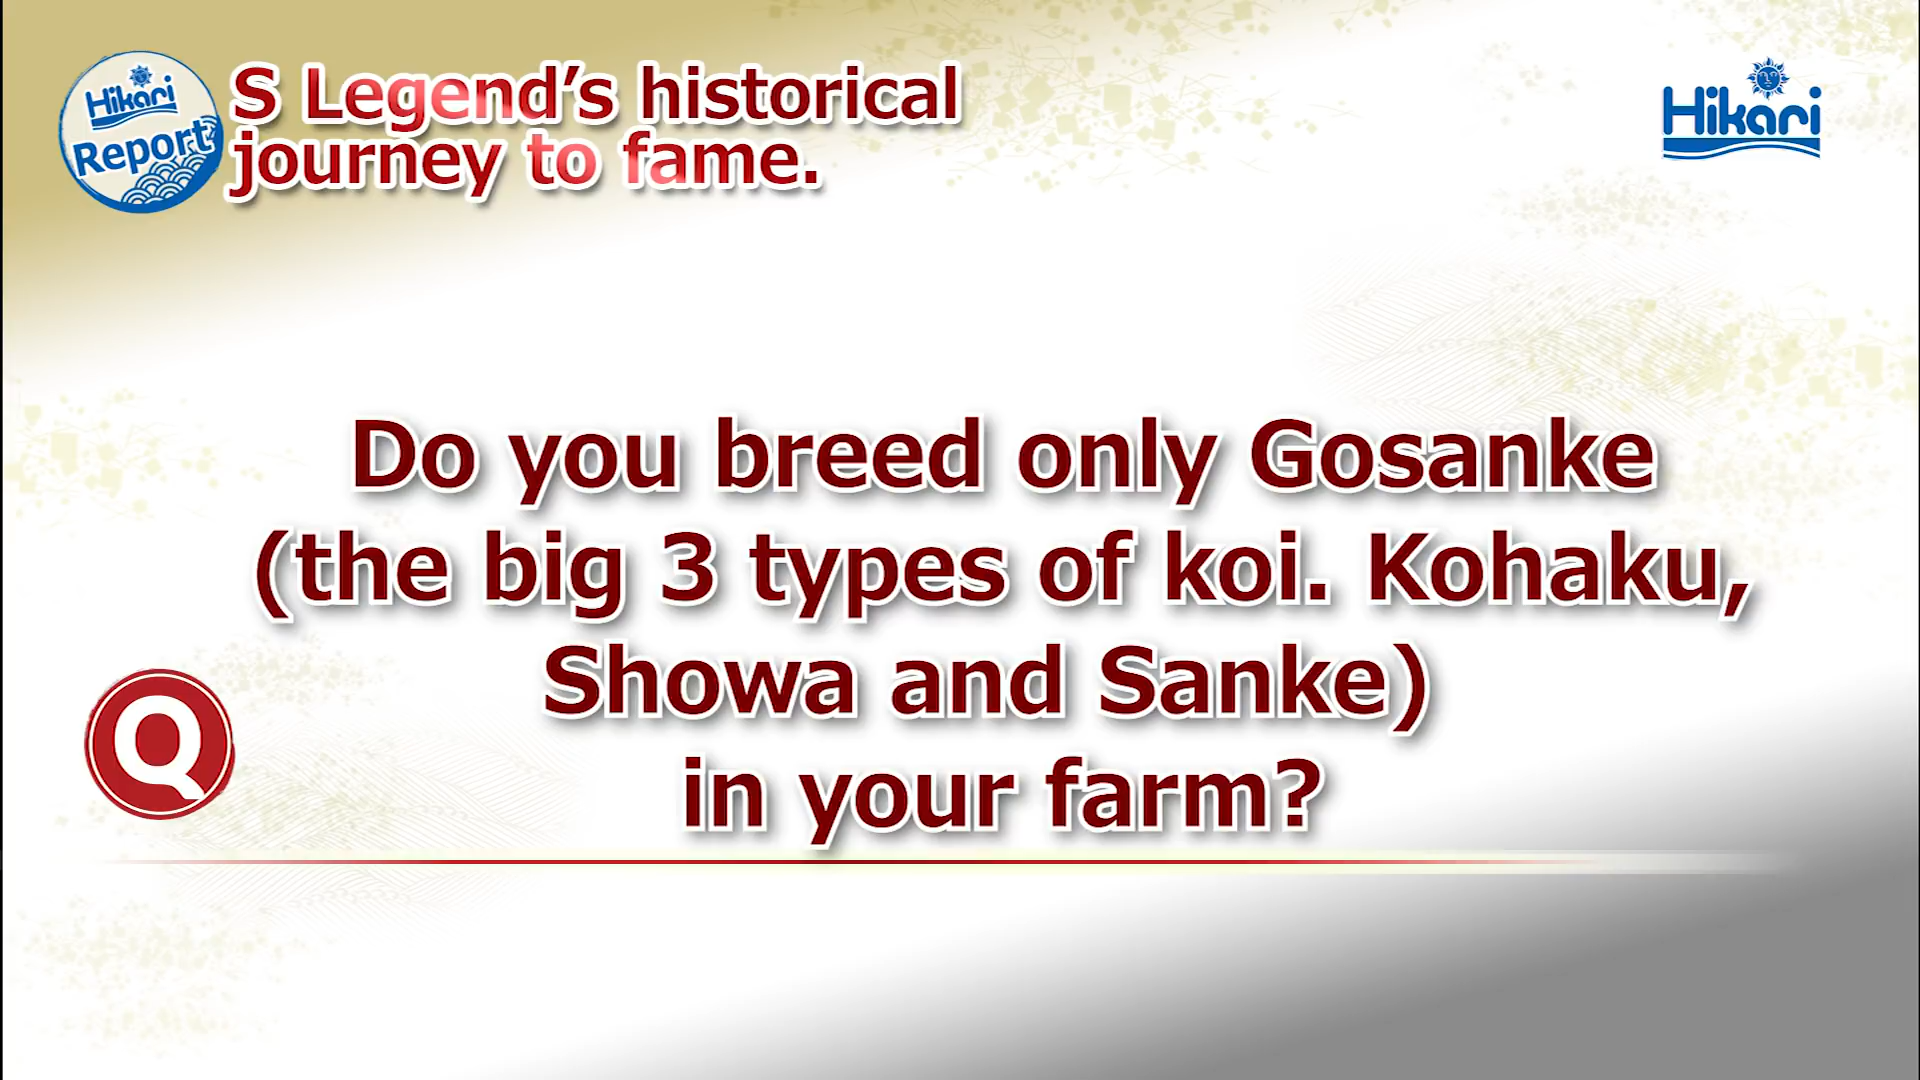 Hikari
Report
S Legend’s historical
journey to fame.
Hikari
Do you breed only Gosanke
(the big 3 types of koi. Kohaku,
Showa and Sanke)
in your farm?
Q